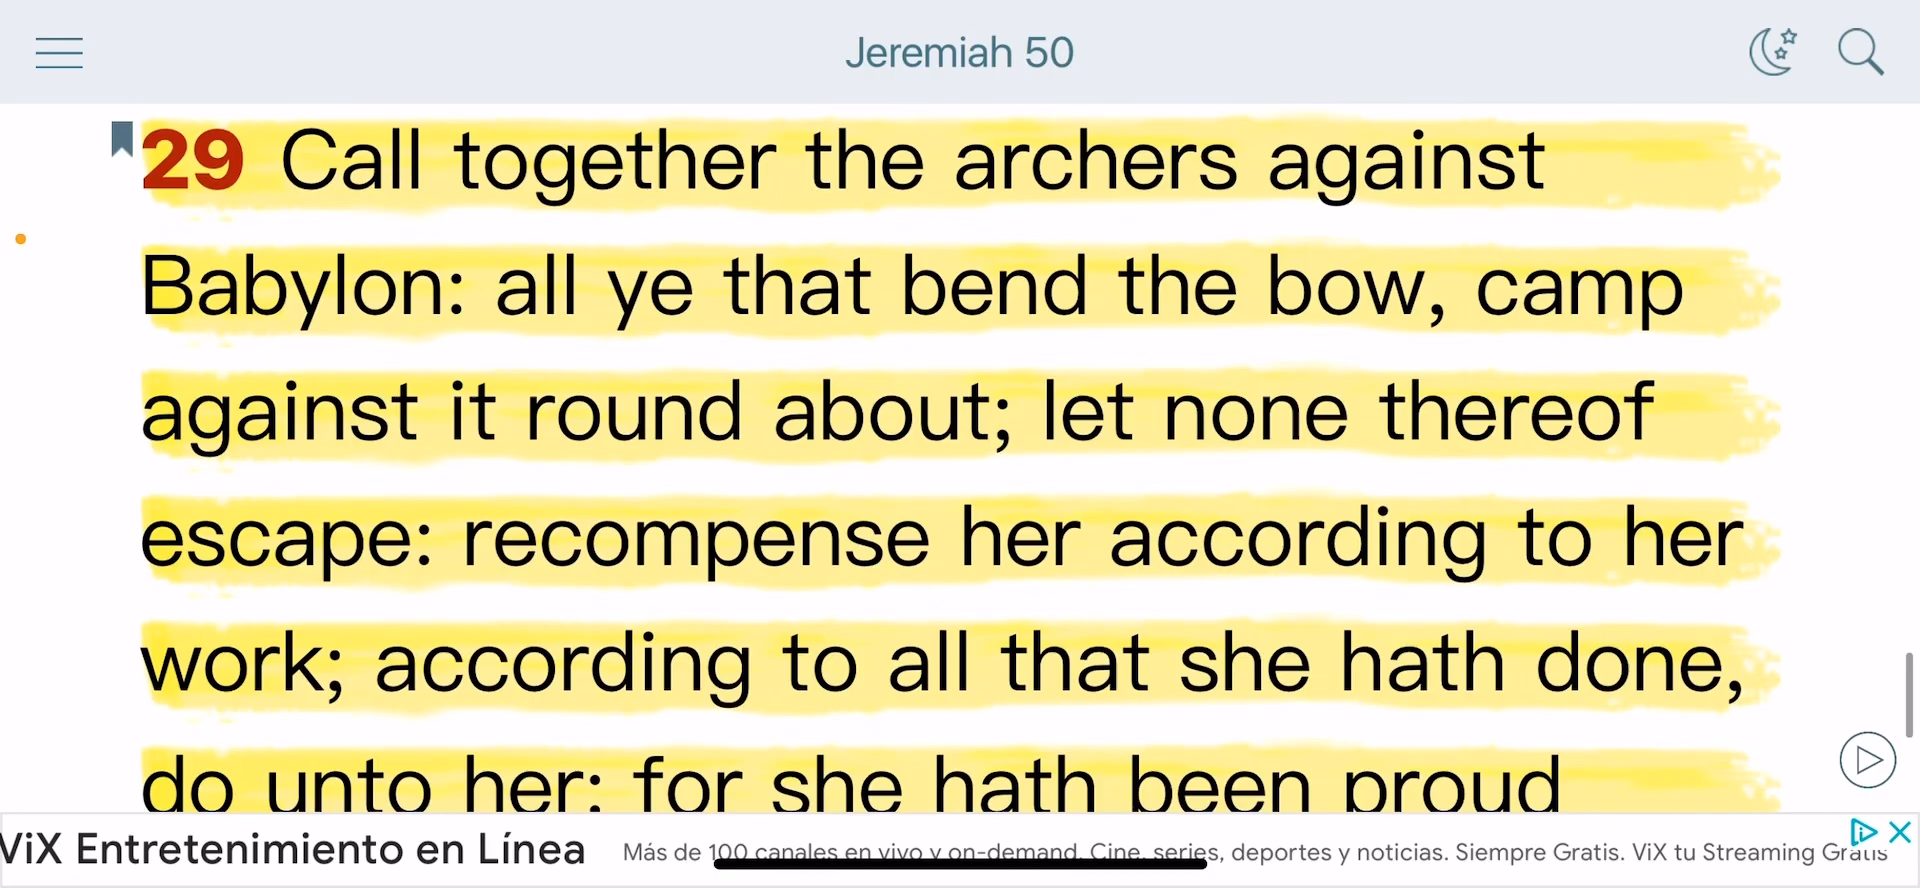 Jeremiah 50
29 Call together the archers against
Babylon: all ye that bend the bow, camp
against it round about; let none thereof
escape: recompense her according to her
work; according to all that she hath done,
do unto her: for she hath been proud
ViX Entretenimiento en Línea
Más de 100 canales en vivo y on-demand. Cine, series, deportes y noticias. Siempre Gratis. ViX tu Streaming Gratis